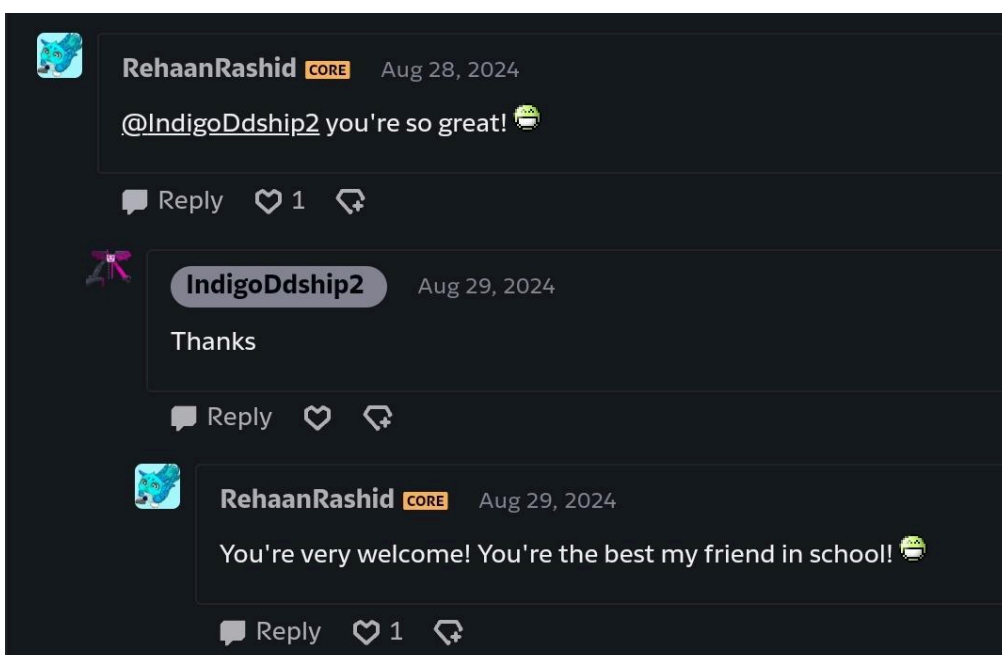 RehaanRashid CORE Aug 28, 2024
@IndigoDdship2 you're so great!
Reply 1
IndigoDdship2 Aug 29, 2024
Thanks
Reply
RehaanRashid CORE Aug 29, 2024
You're very welcome! You're the best my friend in school!
Reply 1